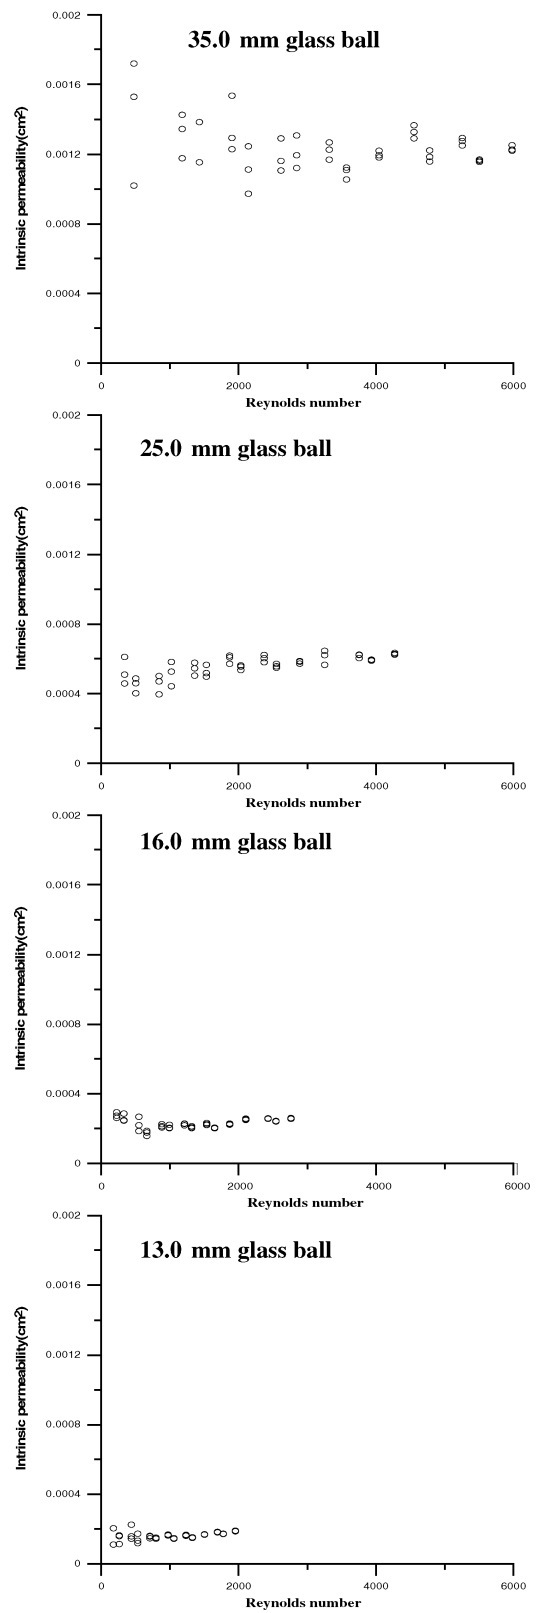 0.002
35.0 mm glass ball
0.0016
0.0012
0.0008
0.0004
0
Intrinsic permeability(cm2)
0 2000 4000 6000
Reynolds number
0.002
25.0 mm glass ball
0.0016
0.0012
0.0008
0.0004
0
Intrinsic permeability(cm2)
0 2000 4000 6000
Reynolds number
0.002
16.0 mm glass ball
0.0016
0.0012
0.0008
0.0004
0
Intrinsic permeability(cm2)
0 2000 4000 6000
Reynolds number
0.002
13.0 mm glass ball
0.0016
0.0012
0.0008
0.0004
0
Intrinsic permeability(cm2)
0 2000 4000 6000
Reynolds number